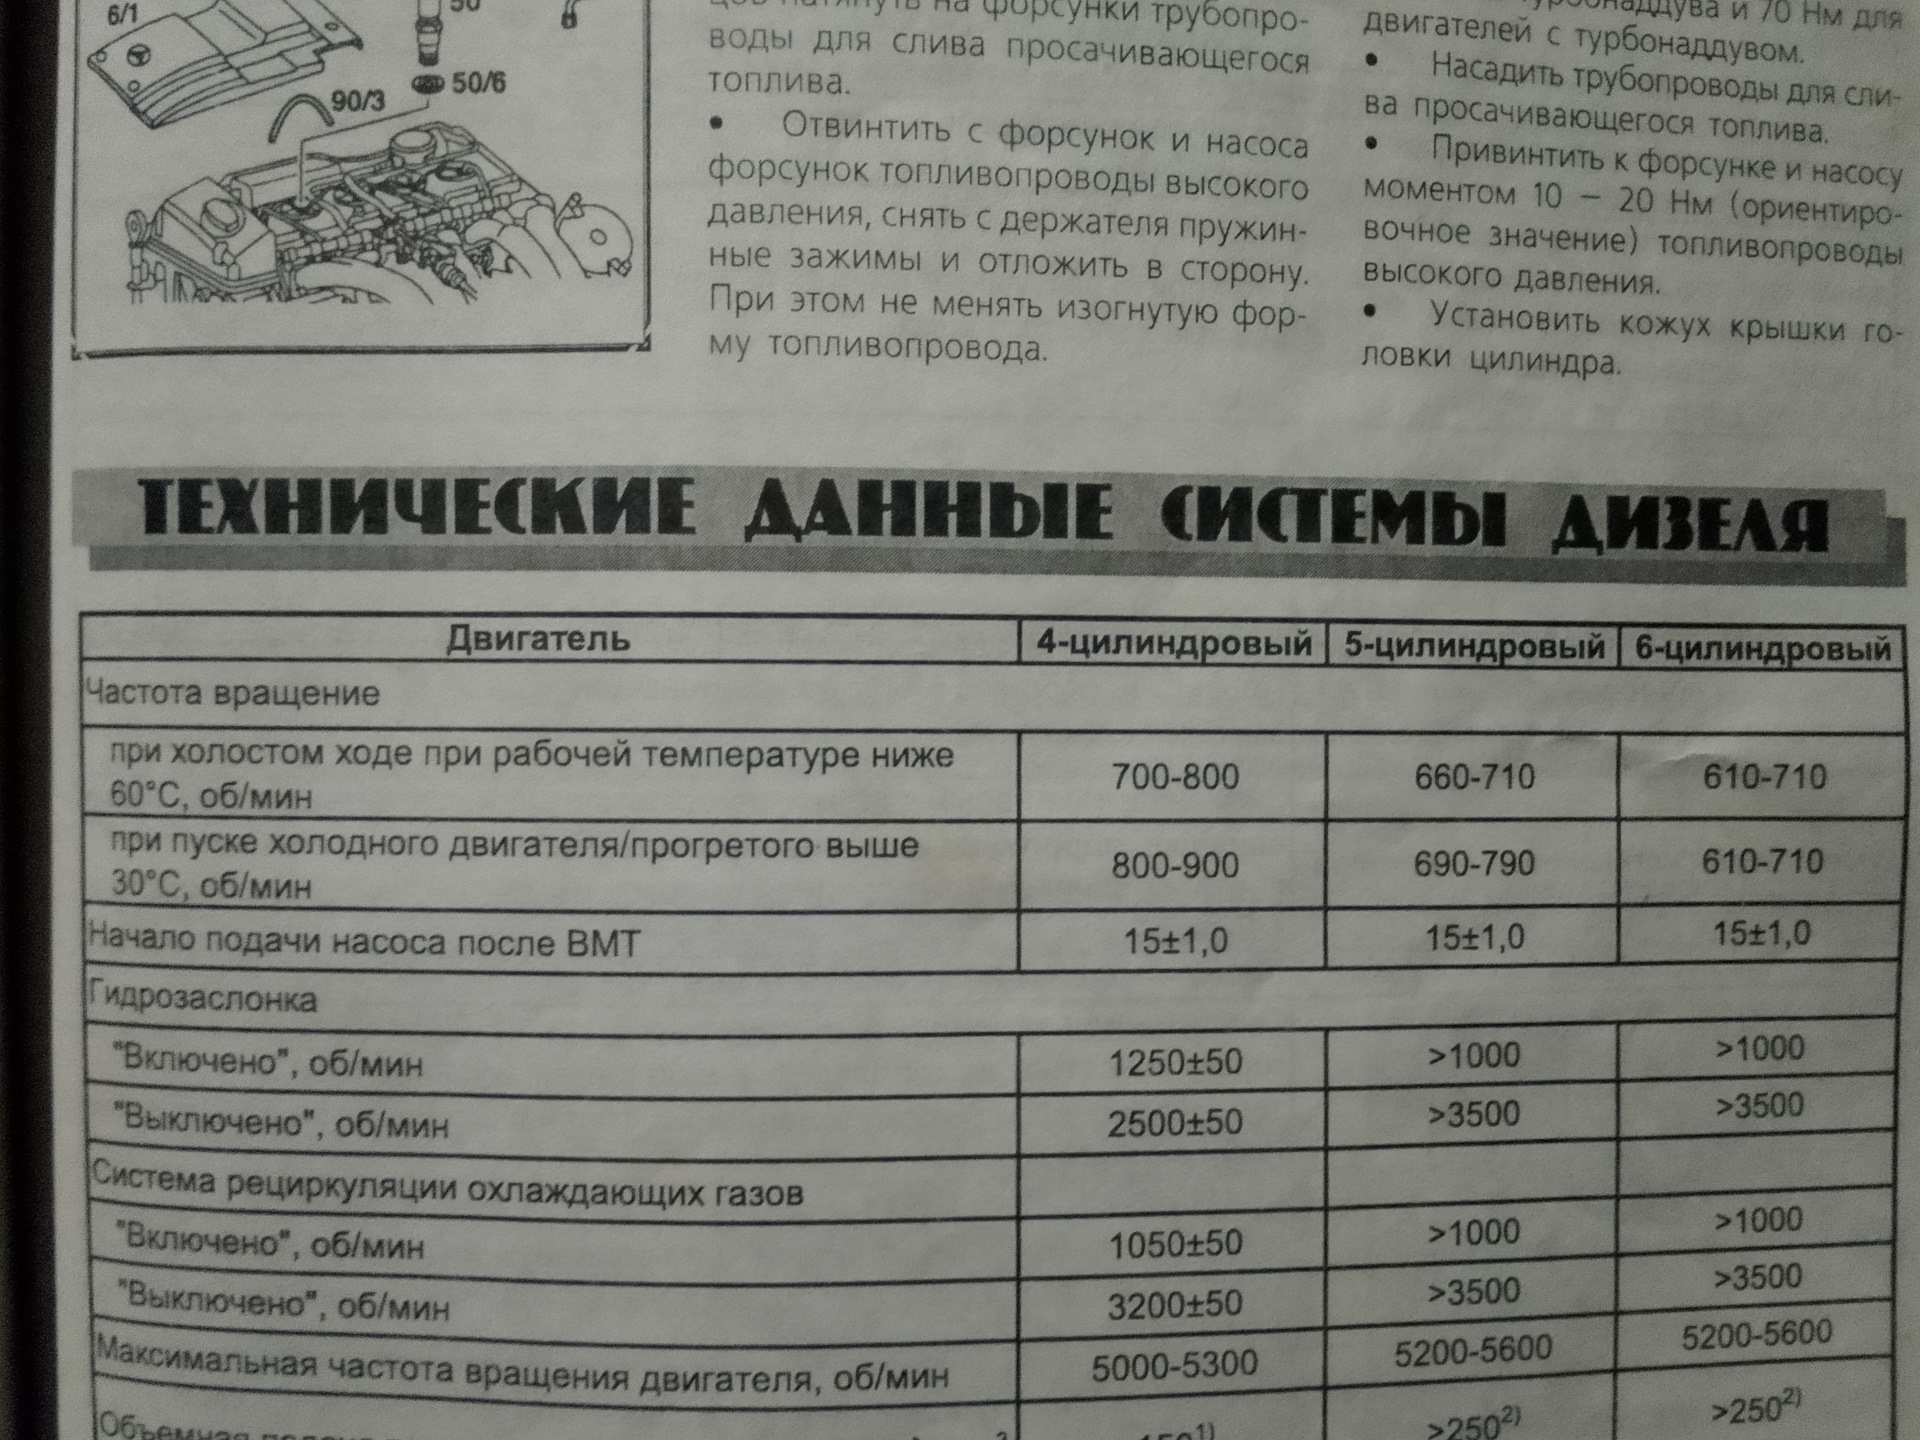 6/1
50
50/6
90/3
на форсунки трубопро-
воды для слива просачивающегося
топлива.
• Отвинтить с форсунок и насоса
форсунок топливопроводы высокого
давления, снять с держателя пружин-
ные зажимы и отложить в сторону.
При этом не менять изогнутую фор-
му топливопровода.
и 70 Нм для
двигателей с турбонаддувом.
• Насадить трубопроводы для сли-
ва просачивающегося топлива.
• Привинтить к форсунке и насосу
моментом 10 – 20 Нм (ориентиро-
вочное значение) топливопроводы
высокого давления.
• Установить кожух крышки го-
ловки цилиндра.
ТЕХНИЧЕСКИЕ ДАННЫЕ СИСТЕМЫ ДИЗЕЛЯ
Двигатель 4-цилиндровый 5-цилиндровый 6-цилиндровый
Частота вращение
при холостом ходе при рабочей температуре ниже
60°С, об/мин 700-800 660-710 610-710
при пуске холодного двигателя/прогретого выше
30°С, об/мин 800-900 690-790 610-710
Начало подачи насоса после ВМТ 15±1,0 15±1,0 15±1,0
Гидрозаслонка
"Включено", об/мин 1250±50 >1000 >1000
"Выключено", об/мин 2500±50 >3500 >3500
Система рециркуляции охлаждающих газов
"Включено", об/мин 1050±50 >1000 >1000
"Выключено", об/мин 3200±50 >3500 >3500
Максимальная частота вращения двигателя, об/мин 5000-5300 5200-5600 5200-5600
>250²⁾ >250²⁾